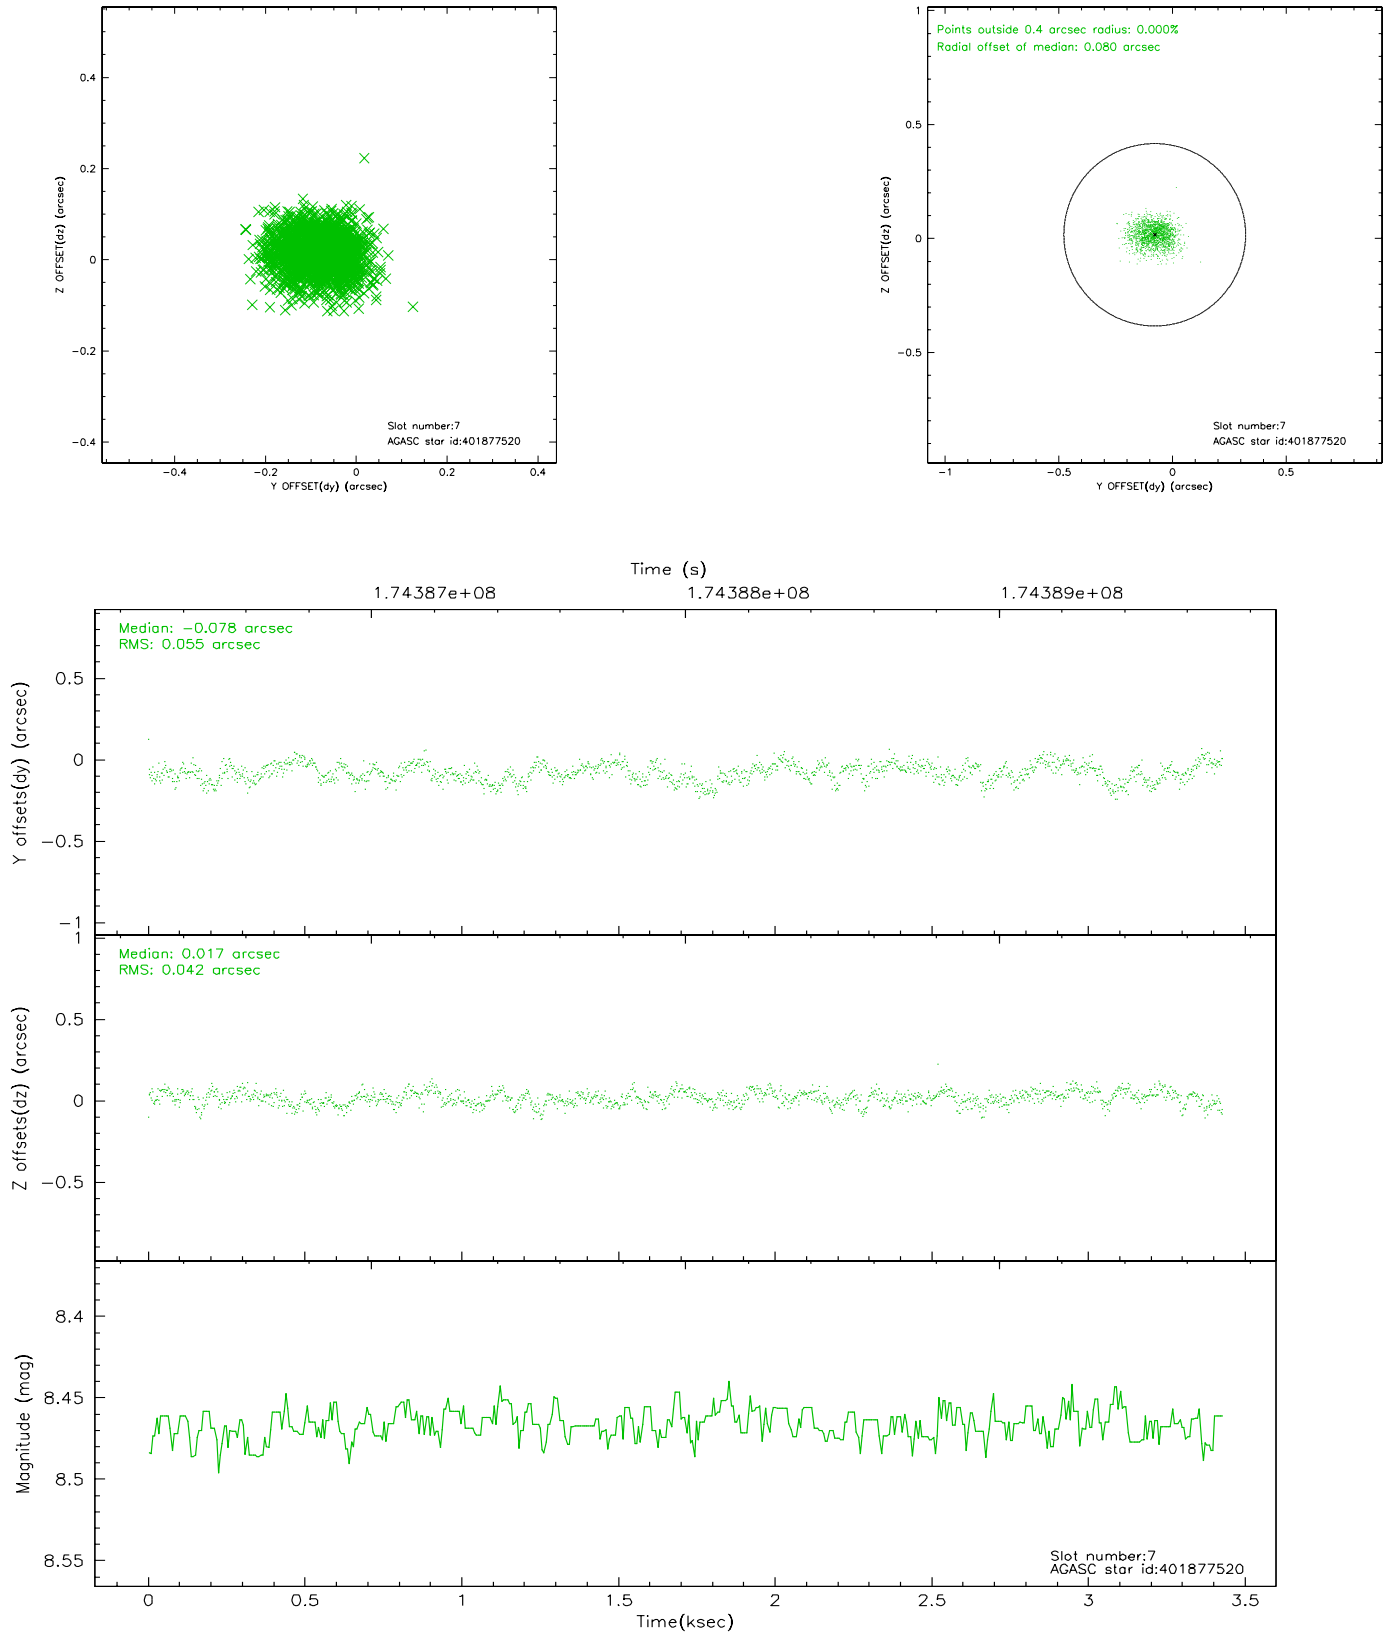 0.4
0.2
0
−0.2
−0.4
Z OFFSET(dz) (arcsec)
−0.4
−0.2
0
0.2
0.4
Y OFFSET(dy) (arcsec)
Slot number:7
AGASC star id:401877520
Points outside 0.4 arcsec radius: 0.000%
Radial offset of median: 0.080 arcsec
1
0.5
0
−0.5
Z OFFSET(dz) (arcsec)
−1
−0.5
0
0.5
Y OFFSET(dy) (arcsec)
Slot number:7
AGASC star id:401877520
Time (s)
1.74387e+08
1.74388e+08
1.74389e+08
Median: −0.078 arcsec
RMS: 0.055 arcsec
0.5
0
−0.5
−1
Y offsets(dy) (arcsec)
Median: 0.017 arcsec
RMS: 0.042 arcsec
1
0.5
0
−0.5
Z offsets(dz) (arcsec)
8.4
8.45
8.5
8.55
Magnitude (mag)
Slot number:7
AGASC star id:401877520
0
0.5
1
1.5
2
2.5
3
3.5
Time(ksec)